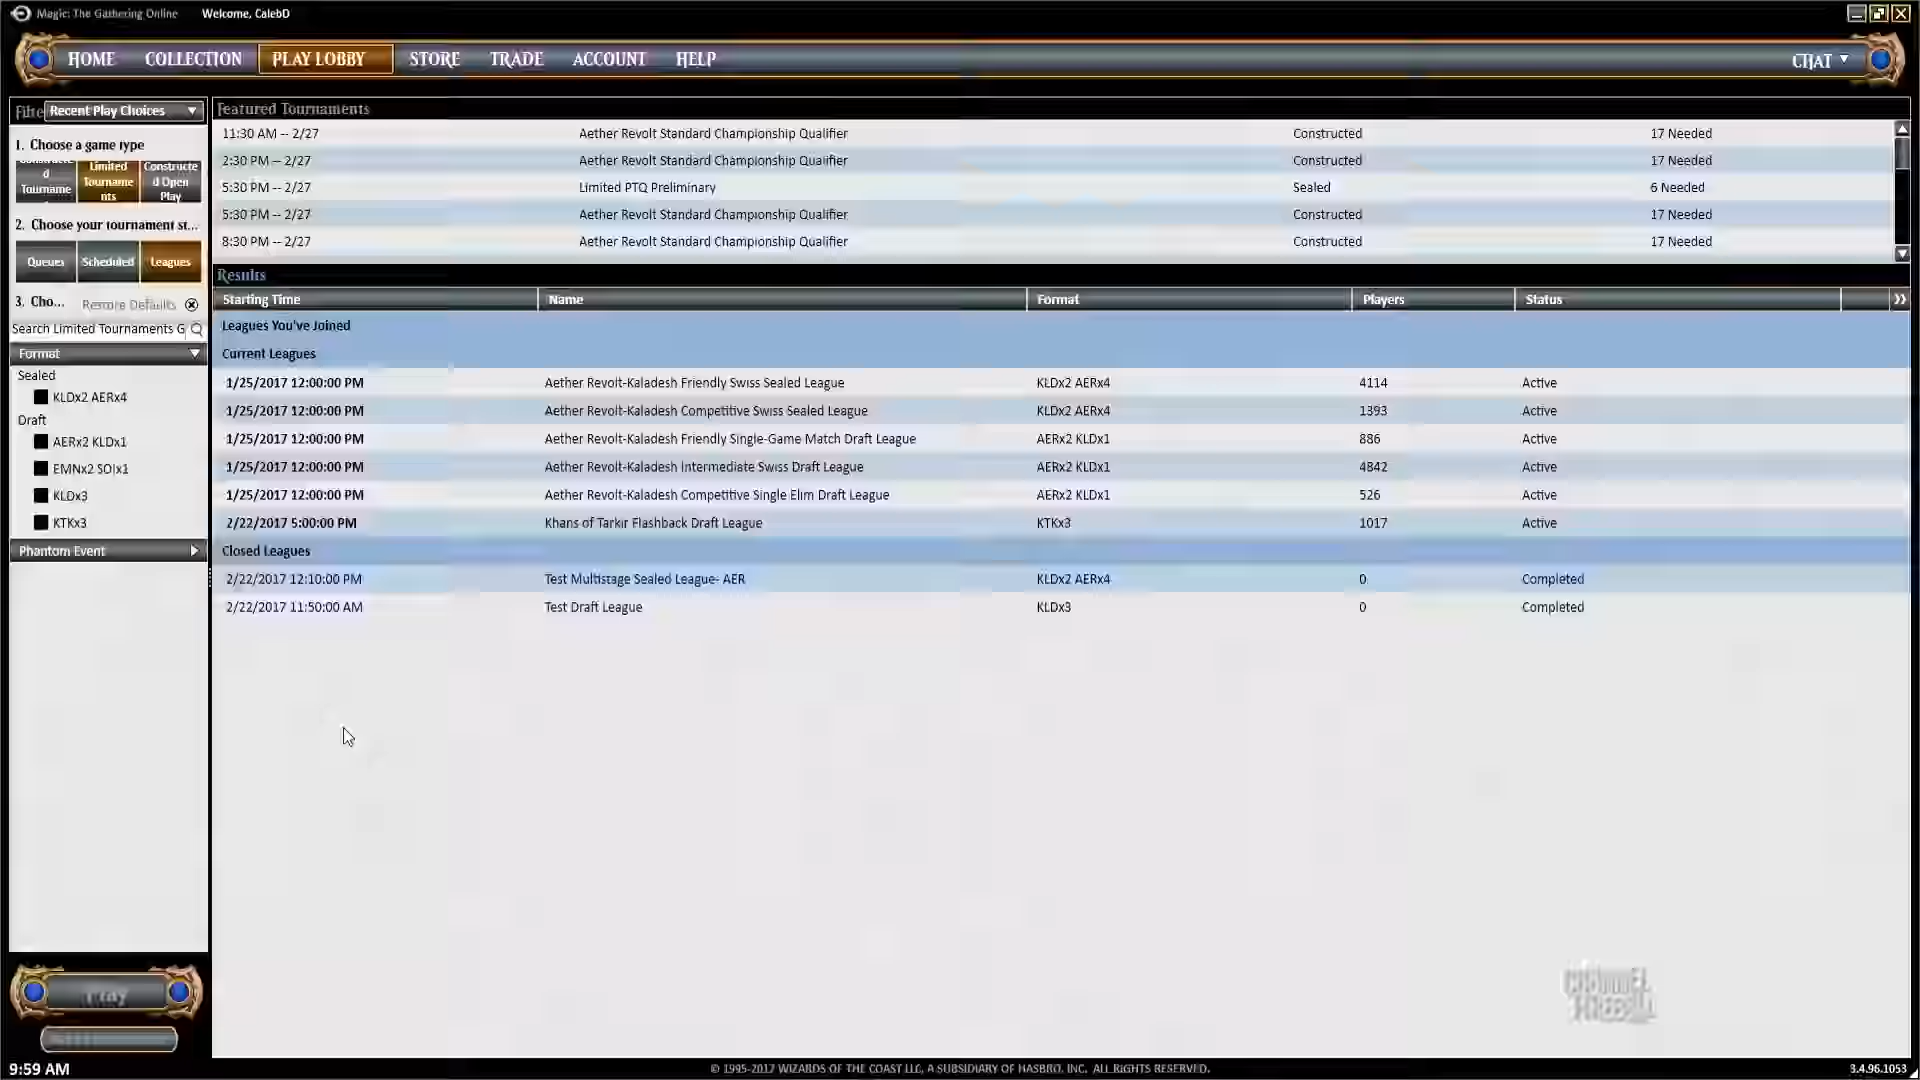 Magic: The Gathering Online Welcome, CalebD
HOME COLLECTION PLAY LOBBY STORE TRADE ACCOUNT HELP CHAT
Filte Recent Play Choices
1. Choose a game type
d Tourname
Limited Tourname nts
Constructe d Open Play
2. Choose your tournament st...
Queues Scheduled Leagues
3. Cho... Restore Defaults
Search Limited Tournaments G
Format
Sealed
KLDx2 AERx4
Draft
AERx2 KLDx1
EMNx2 SOIx1
KLDx3
KTKx3
Phantom Event
Play
9:59 AM
Featured Tournaments
11:30 AM -- 2/27 Aether Revolt Standard Championship Qualifier Constructed 17 Needed
2:30 PM -- 2/27 Aether Revolt Standard Championship Qualifier Constructed 17 Needed
5:30 PM -- 2/27 Limited PTQ Preliminary Sealed 6 Needed
5:30 PM -- 2/27 Aether Revolt Standard Championship Qualifier Constructed 17 Needed
8:30 PM -- 2/27 Aether Revolt Standard Championship Qualifier Constructed 17 Needed
Results
Starting Time Name Format Players Status
Leagues You've Joined
Current Leagues
1/25/2017 12:00:00 PM Aether Revolt-Kaladesh Friendly Swiss Sealed League KLDx2 AERx4 4114 Active
1/25/2017 12:00:00 PM Aether Revolt-Kaladesh Competitive Swiss Sealed League KLDx2 AERx4 1393 Active
1/25/2017 12:00:00 PM Aether Revolt-Kaladesh Friendly Single-Game Match Draft League AERx2 KLDx1 886 Active
1/25/2017 12:00:00 PM Aether Revolt-Kaladesh Intermediate Swiss Draft League AERx2 KLDx1 4842 Active
1/25/2017 12:00:00 PM Aether Revolt-Kaladesh Competitive Single Elim Draft League AERx2 KLDx1 526 Active
2/22/2017 5:00:00 PM Khans of Tarkir Flashback Draft League KTKx3 1017 Active
Closed Leagues
2/22/2017 12:10:00 PM Test Multistage Sealed League- AER KLDx2 AERx4 0 Completed
2/22/2017 11:50:00 AM Test Draft League KLDx3 0 Completed
CHANNEL
FIREBALL
© 1995-2017 WIZARDS OF THE COAST LLC, A SUBSIDIARY OF HASBRO, INC. ALL RIGHTS RESERVED.
3.4.96.1053